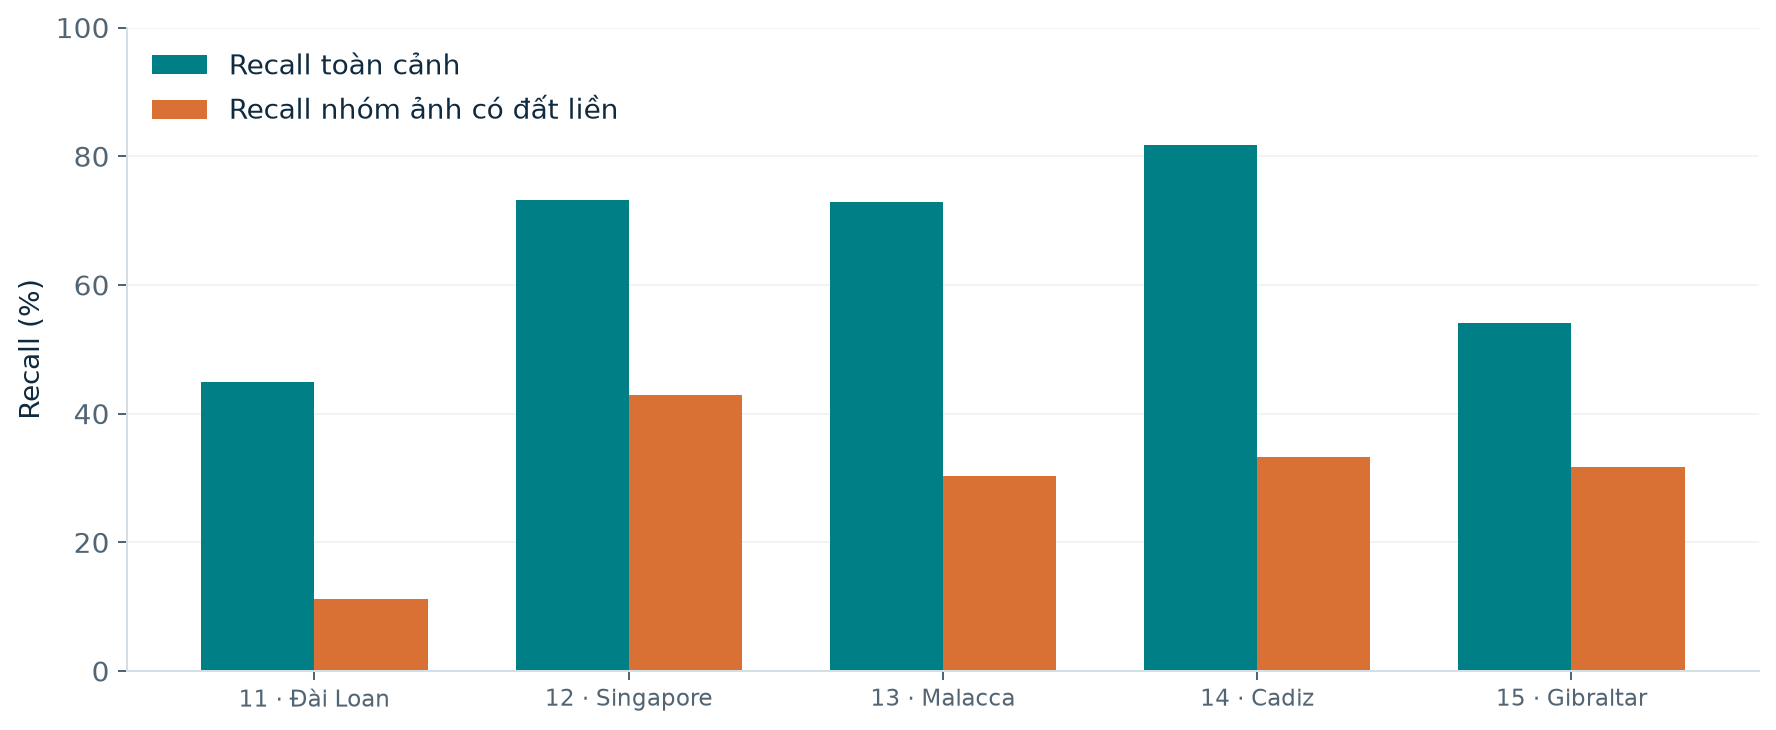 Recall toàn cảnh
Recall nhóm ảnh có đất liền
Recall (%)
100
80
60
40
20
0
11 · Đài Loan
12 · Singapore
13 · Malacca
14 · Cadiz
15 · Gibraltar